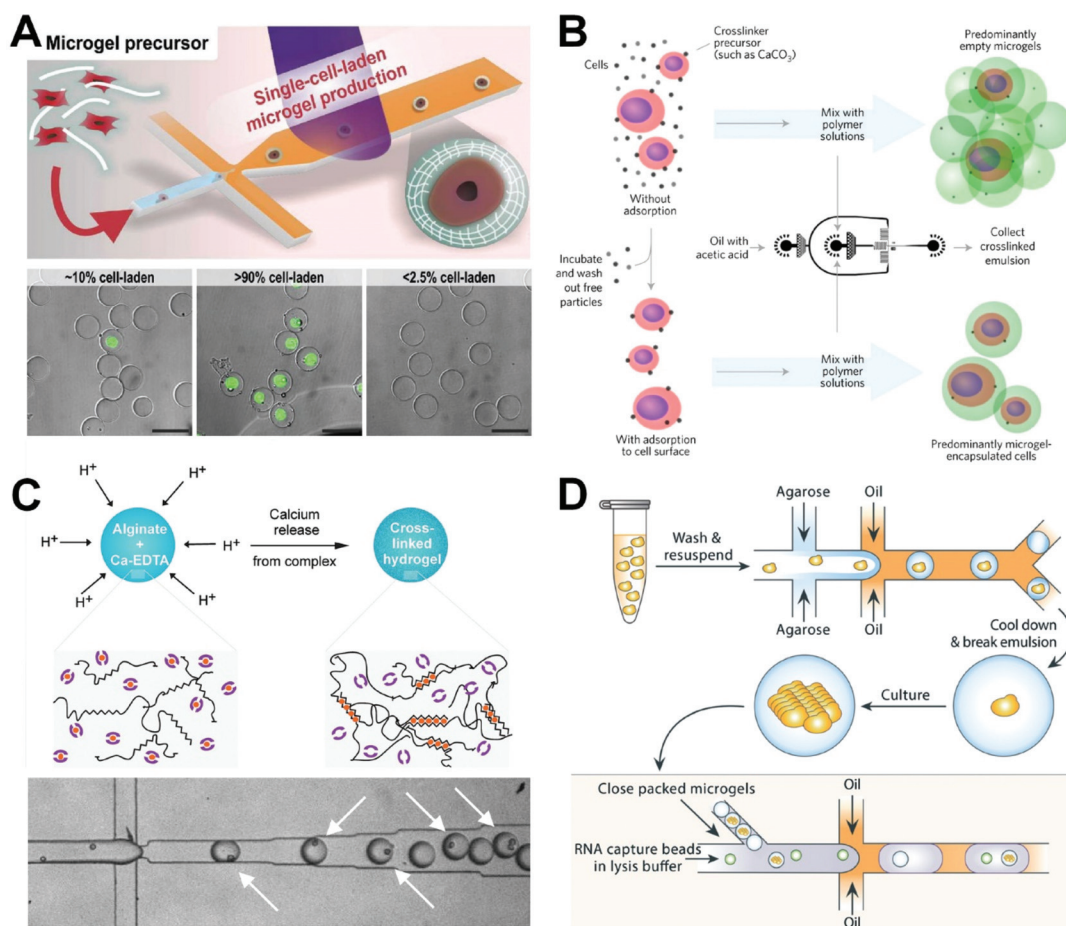 A
Microgel precursor
Single-cell-laden
microgel production
~10% cell-laden
>90% cell-laden
<2.5% cell-laden
B
Cells
Crosslinker
precursor
(such as CaCO3)
Without
adsorption
Mix with
polymer
solutions
Predominantly
empty microgels
Oil with
acetic acid
Collect
crosslinked
emulsion
Incubate
and wash
out free
particles
With adsorption
to cell surface
Mix with
polymer
solutions
Predominantly microgel-
encapsulated cells
C
H+
H+
H+
H+
H+
H+
Alginate
+
Ca-EDTA
Calcium
release
from complex
Cross-
linked
hydrogel
D
Wash &
resuspend
Agarose
Oil
Agarose
Oil
Cool down
& break emulsion
Culture
Close packed microgels
RNA capture beads
in lysis buffer
Oil
Oil